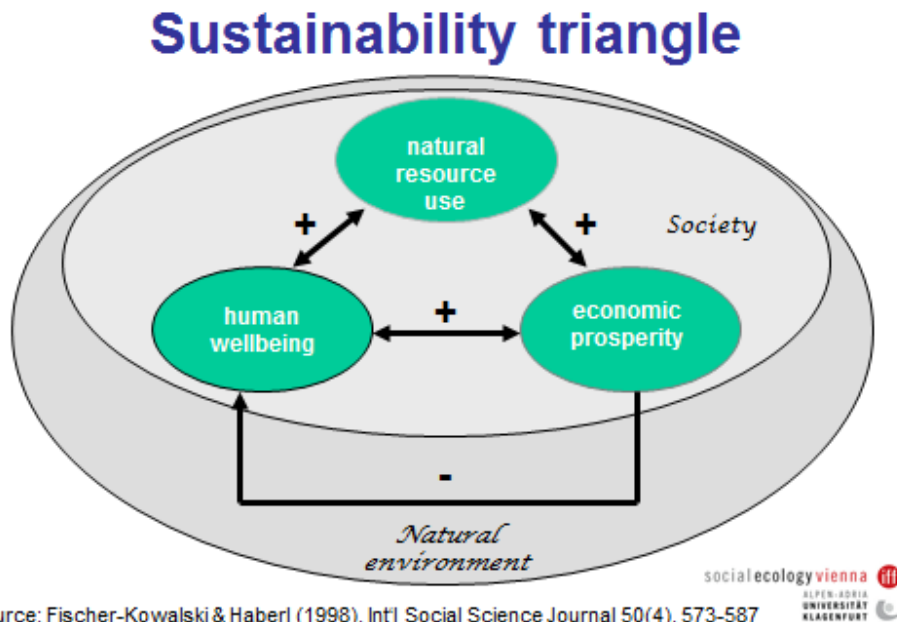 Sustainability triangle
natural
resource
use
+
+
Society
human
wellbeing
+
economic
prosperity
-
Natural
environment
socialecology vienna iff
ALPEN-ADRIA
UNIVERSITÄT
KLAGENFURT
urce: Fischer-Kowalski & Haberl (1998), Int'l Social Science Journal 50(4), 573-587